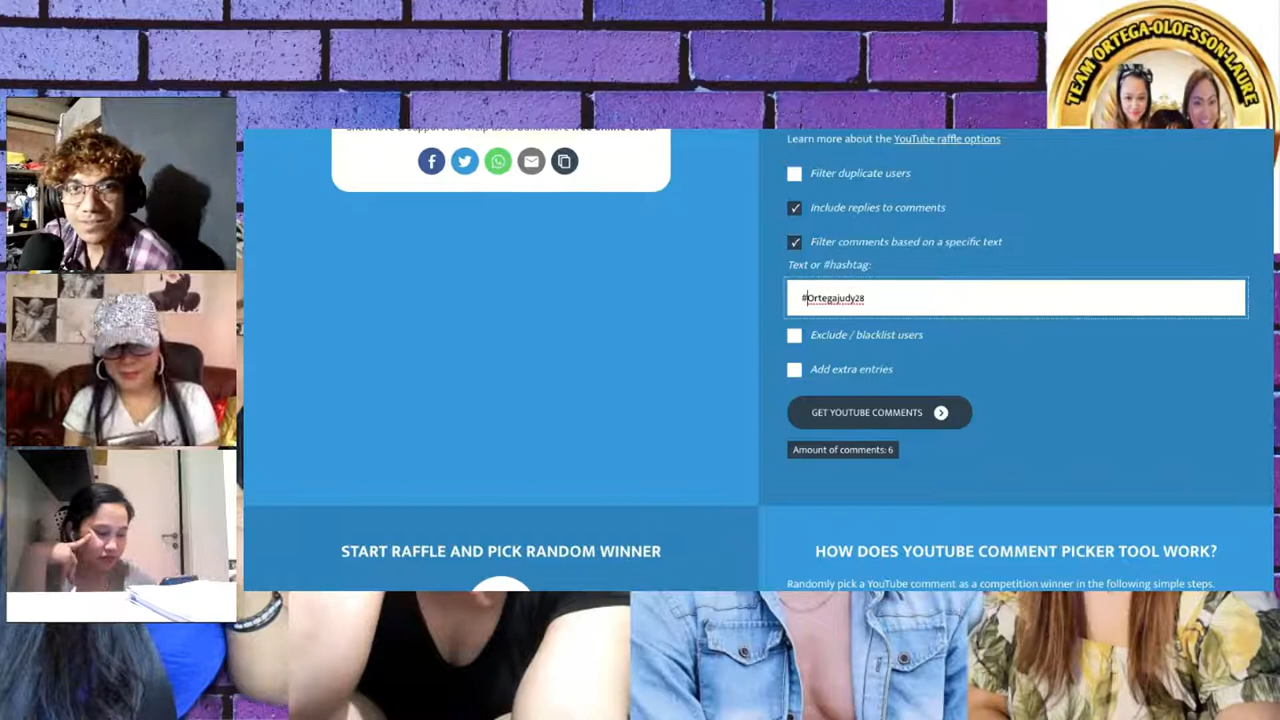 TEAM ORTEGA-OLOFSSON-LAURE
Learn more about the YouTube raffle options
Filter duplicate users
Include replies to comments
Filter comments based on a specific text
Text or #hashtag:
#Ortegajudy28
Exclude / blacklist users
Add extra entries
GET YOUTUBE COMMENTS
Amount of comments: 6
START RAFFLE AND PICK RANDOM WINNER
HOW DOES YOUTUBE COMMENT PICKER TOOL WORK?
Randomly pick a YouTube comment as a competition winner in the following simple steps.